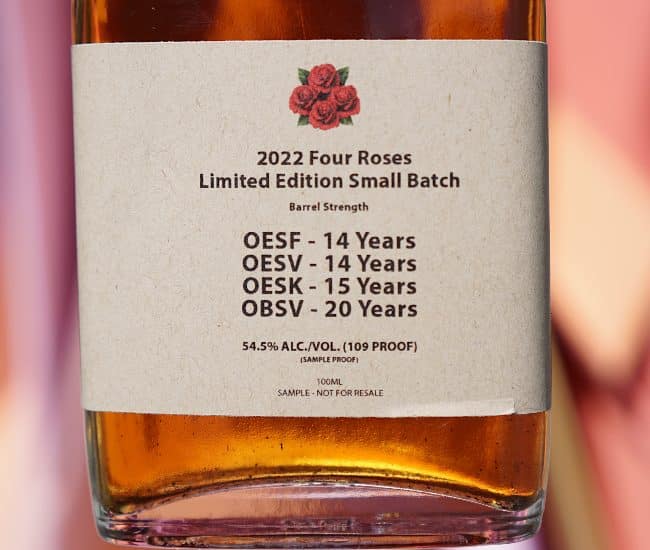 2022 Four Roses
Limited Edition Small Batch
Barrel Strength
OESF - 14 Years
OESV - 14 Years
OESK - 15 Years
OBSV - 20 Years
54.5% ALC./VOL. (109 PROOF)
(SAMPLE PROOF)
100ML
SAMPLE - NOT FOR RESALE